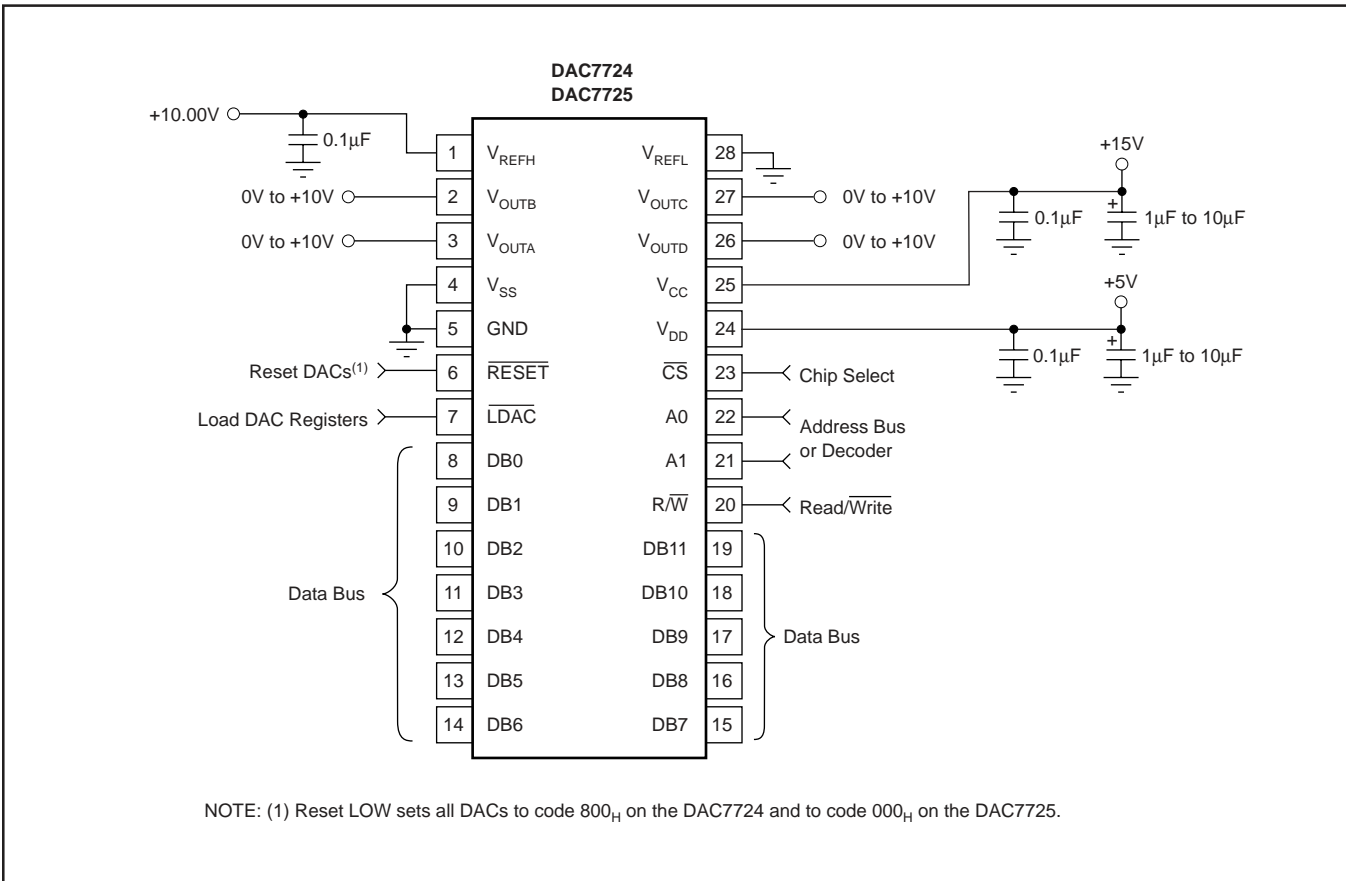 DAC7724
DAC7725
+10.00V
0.1μF
1 V_REFH V_REFL 28
+15V
0V to +10V 2 V_OUTB V_OUTC 27 0V to +10V
0.1μF + 1μF to 10μF
0V to +10V 3 V_OUTA V_OUTD 26 0V to +10V
4 V_SS V_CC 25
+5V
5 GND V_DD 24
0.1μF + 1μF to 10μF
Reset DACs(1) 6 RESET CS 23 Chip Select
Load DAC Registers 7 LDAC A0 22 Address Bus
or Decoder
8 DB0 A1 21
9 DB1 R/W 20 Read/Write
10 DB2 DB11 19
11 DB3 DB10 18
Data Bus
12 DB4 DB9 17 Data Bus
13 DB5 DB8 16
14 DB6 DB7 15
NOTE: (1) Reset LOW sets all DACs to code 800H on the DAC7724 and to code 000H on the DAC7725.